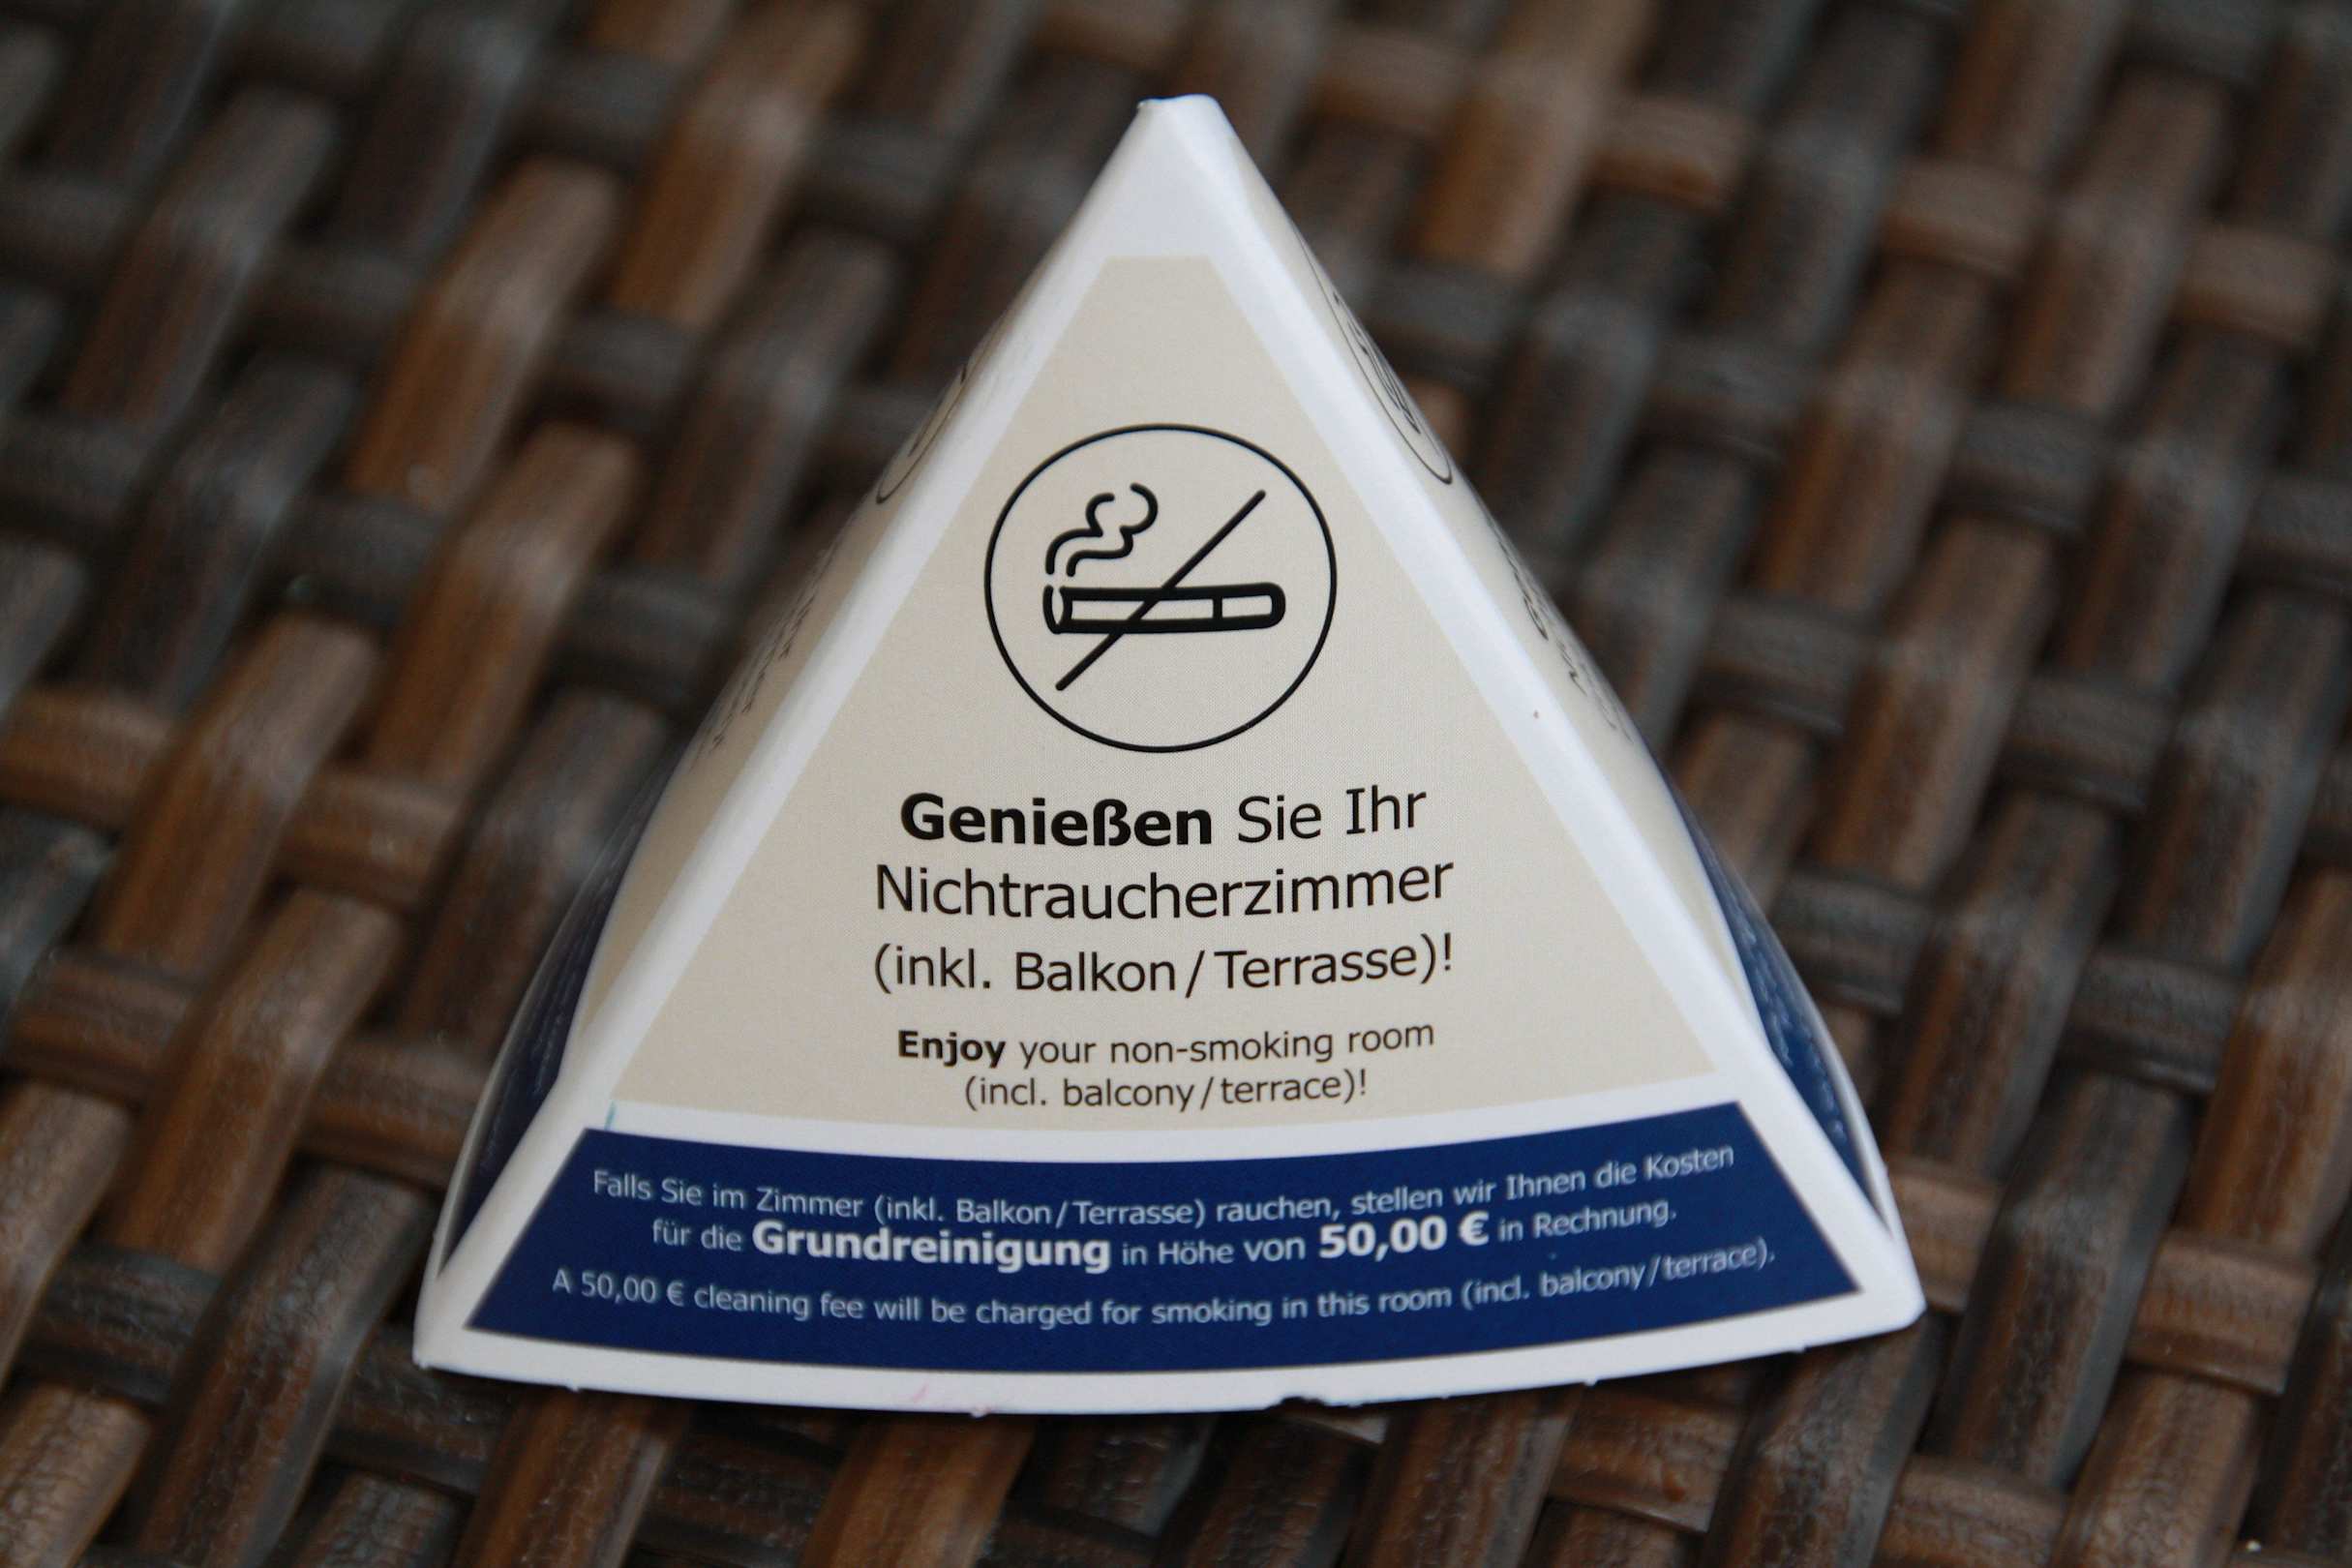 Genießen Sie Ihr
Nichtraucherzimmer
(inkl. Balkon/Terrasse)!
Enjoy your non-smoking room
(incl. balcony/terrace)!
Falls Sie im Zimmer (inkl. Balkon/Terrasse) rauchen, stellen wir Ihnen die Kosten
für die Grundreinigung in Höhe von 50,00 € in Rechnung.
A 50,00 € cleaning fee will be charged for smoking in this room (incl. balcony/terrace).